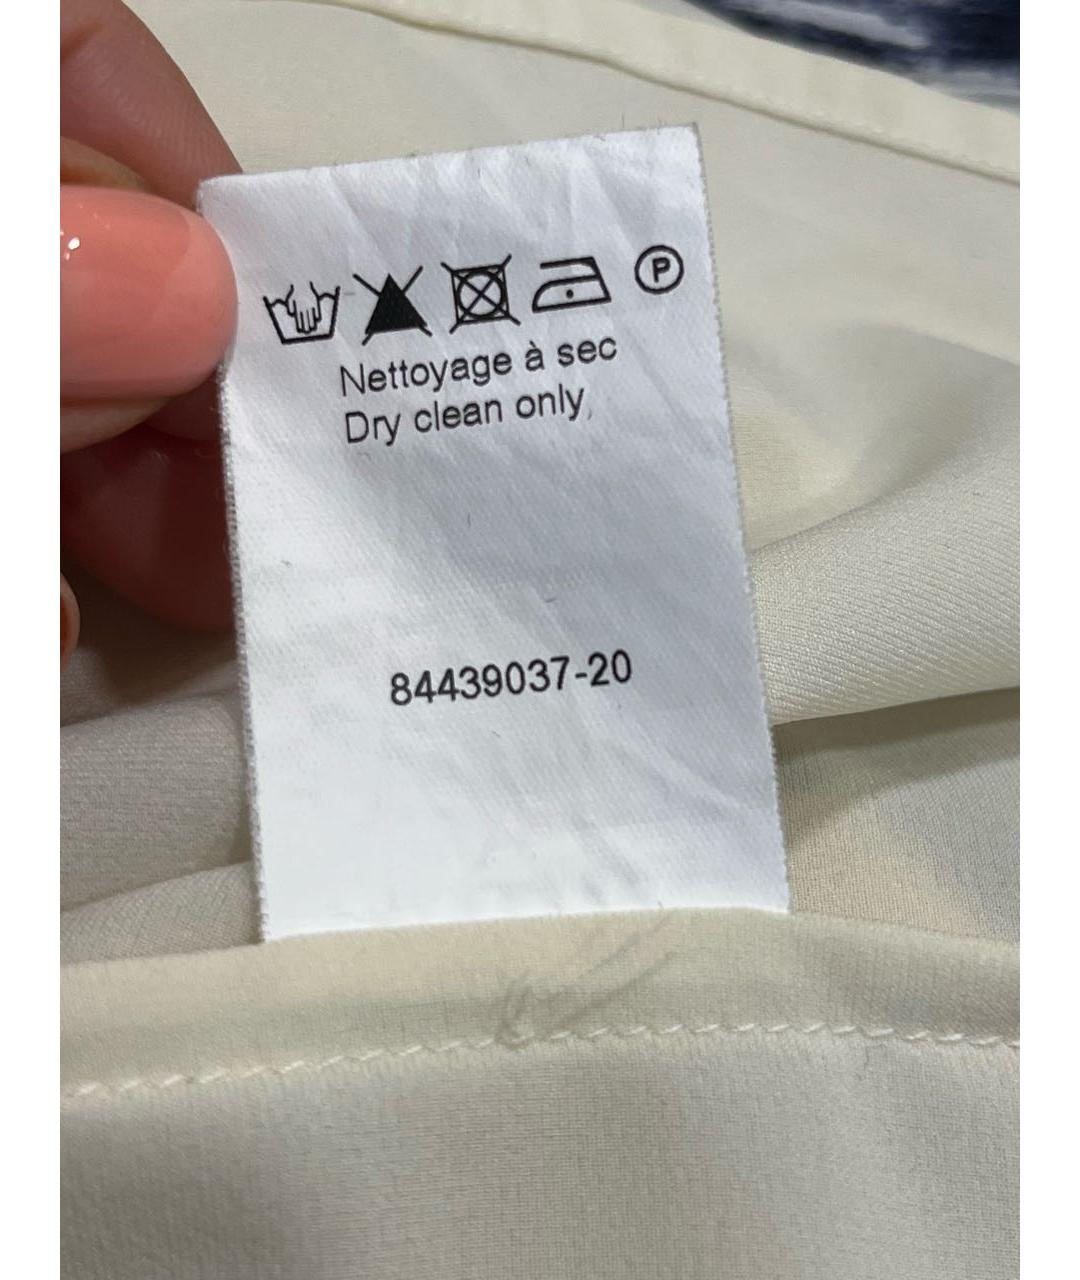 P
Nettoyage à sec
Dry clean only
84439037-20